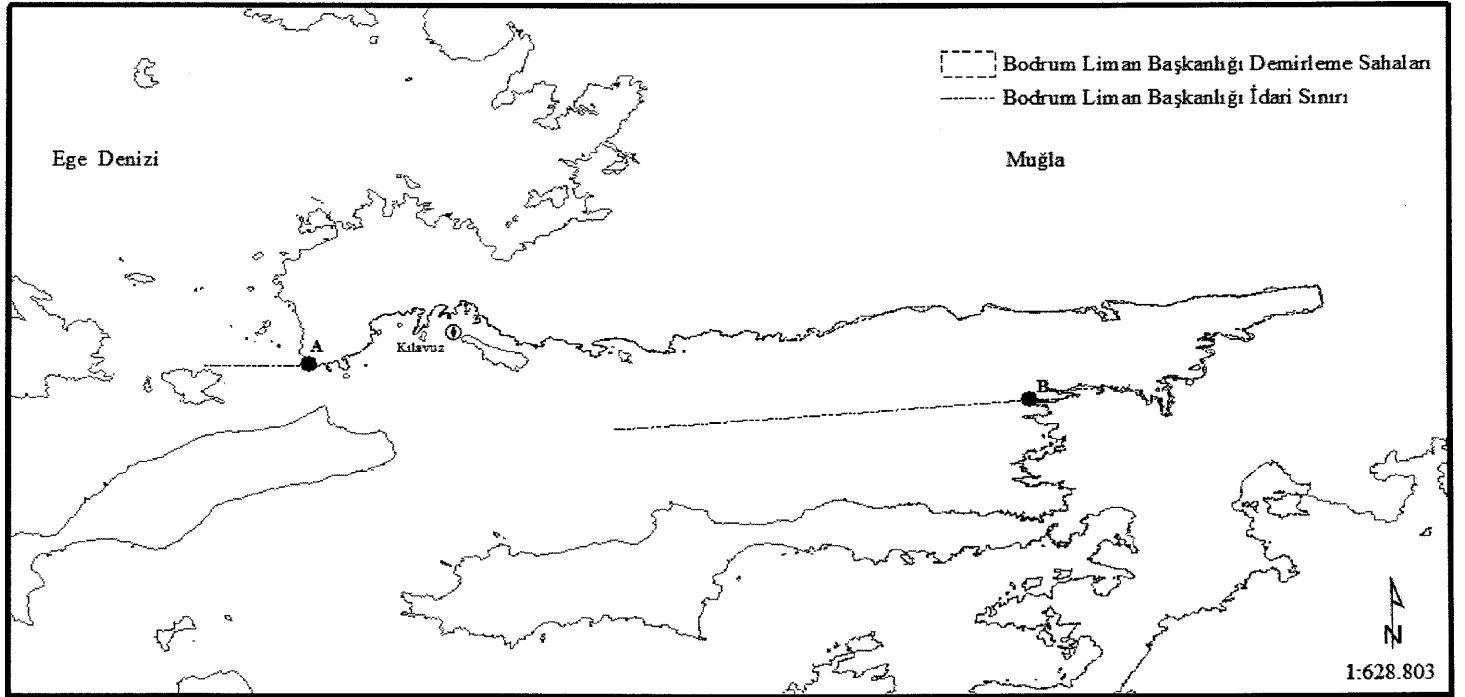 Bodrum Liman Başkanlığı Demirleme Sahaları
Bodrum Liman Başkanlığı İdari Sınırı
Ege Denizi
Muğla
A
Kılavuz
B
N
1:628.803